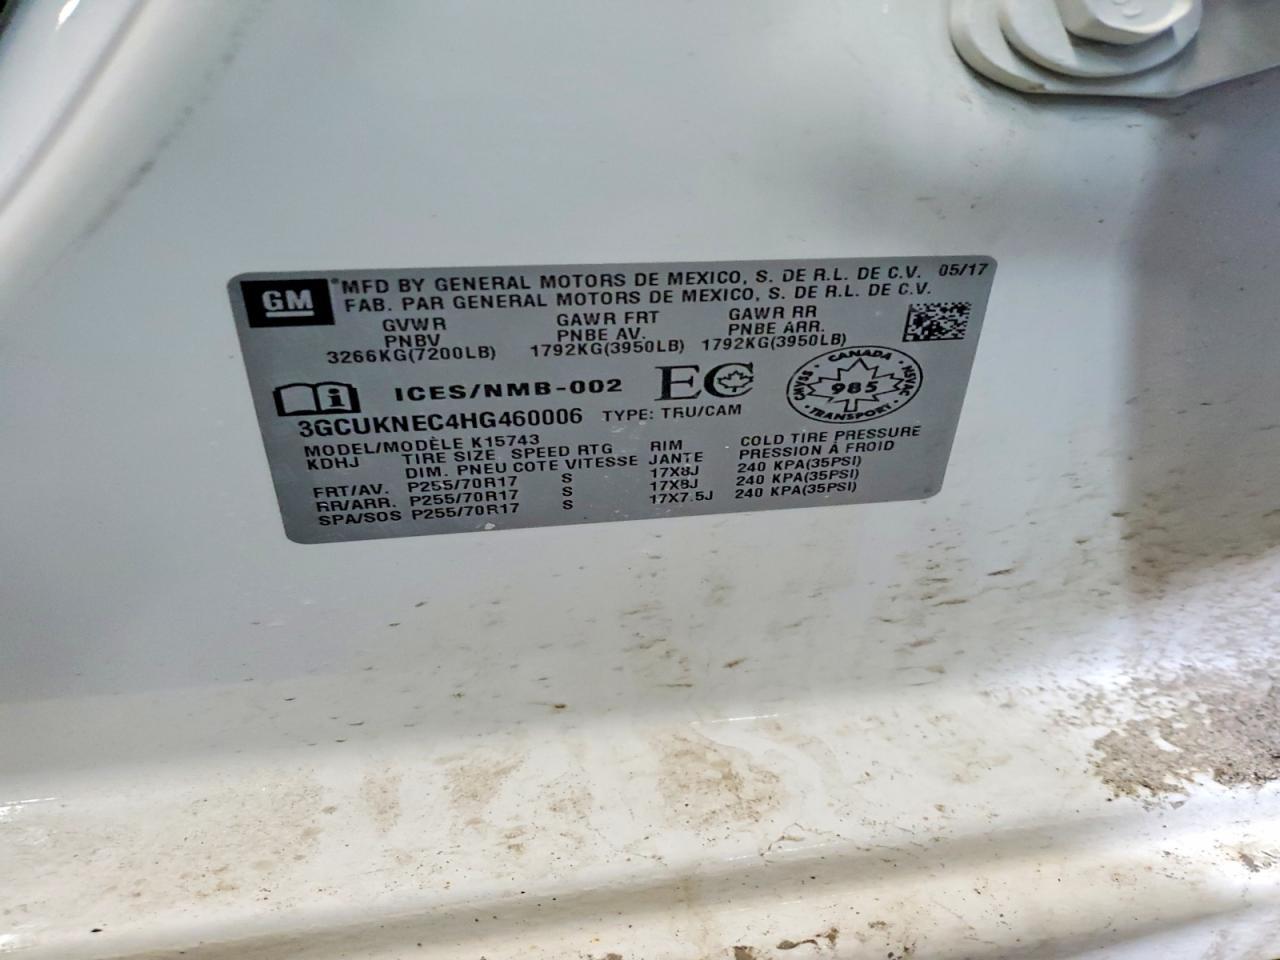 GM
*MFD BY GENERAL MOTORS DE MEXICO, S. DE R.L. DE C.V. 05/17
FAB. PAR GENERAL MOTORS DE MEXICO, S. DE R.L. DE C.V.
GVWR GAWR FRT GAWR RR
PNBV PNBE AV. PNBE ARR.
3266KG(7200LB) 1792KG(3950LB) 1792KG(3950LB)
ICES/NMB-002 EC
CANADA
CMVSS 985 NSVAC
TRANSPORT
3GCUKNEC4HG460006 TYPE: TRU/CAM
MODEL/MODÈLE K15743
KDHJ TIRE SIZE SPEED RTG RIM COLD TIRE PRESSURE
DIM. PNEU COTE VITESSE JANTE PRESSION À FROID
FRT/AV. P255/70R17 S 17X8J 240 KPA(35PSI)
RR/ARR. P255/70R17 S 17X8J 240 KPA(35PSI)
SPA/SOS P255/70R17 S 17X7.5J 240 KPA(35PSI)